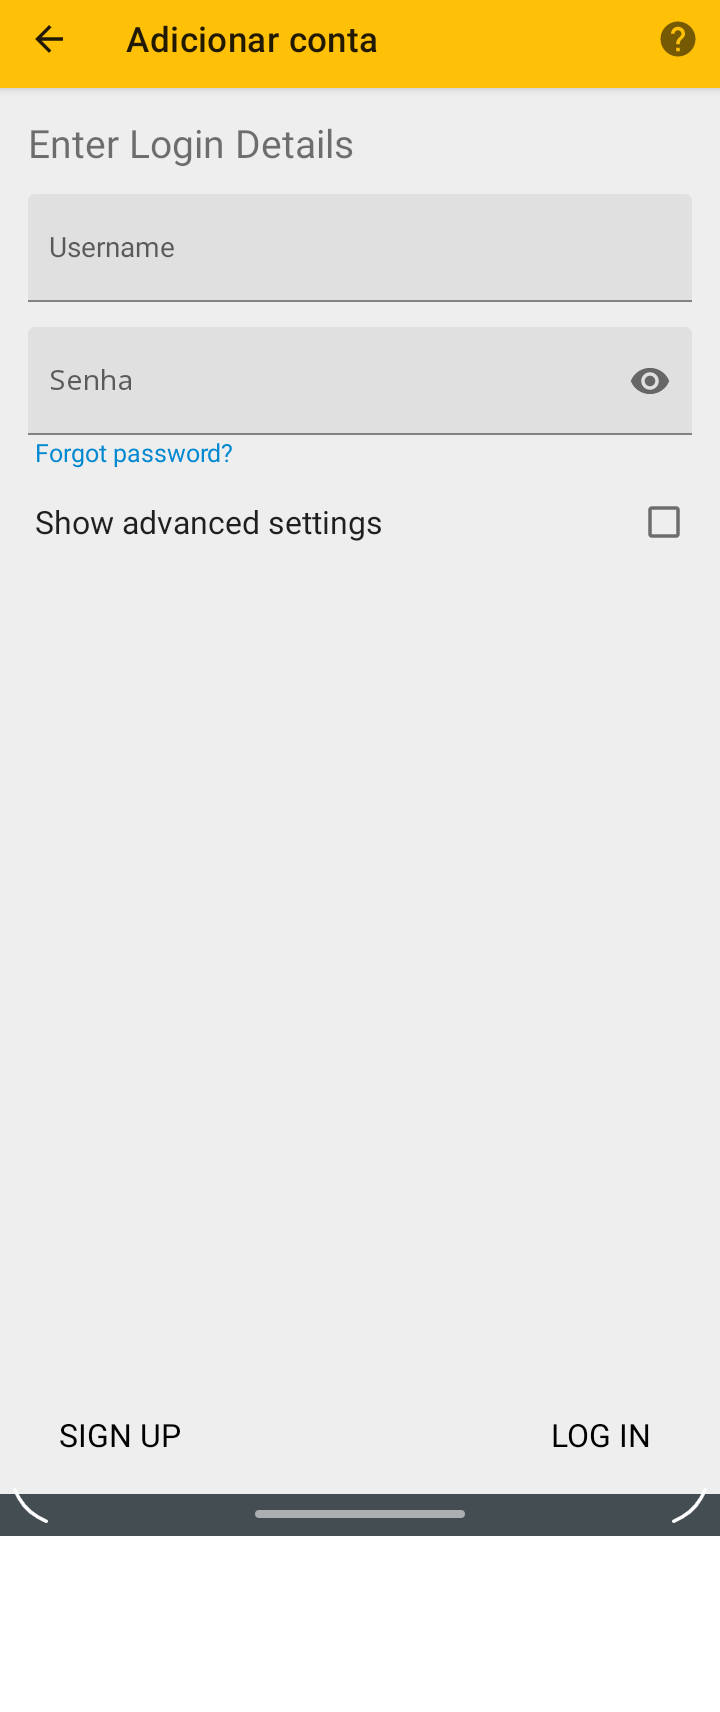 Adicionar conta
Enter Login Details
Username
Senha
Forgot password?
Show advanced settings
SIGN UP
LOG IN